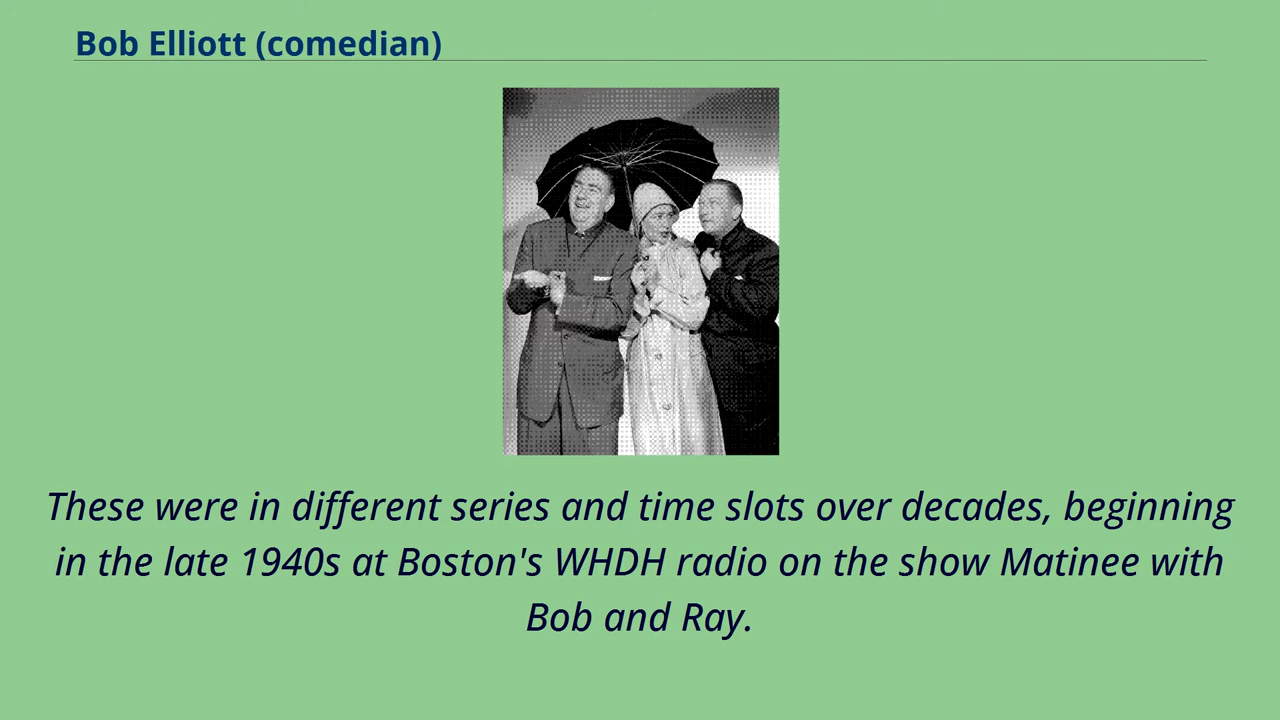 Bob Elliott (comedian)
These were in different series and time slots over decades, beginning
in the late 1940s at Boston's WHDH radio on the show Matinee with
Bob and Ray.